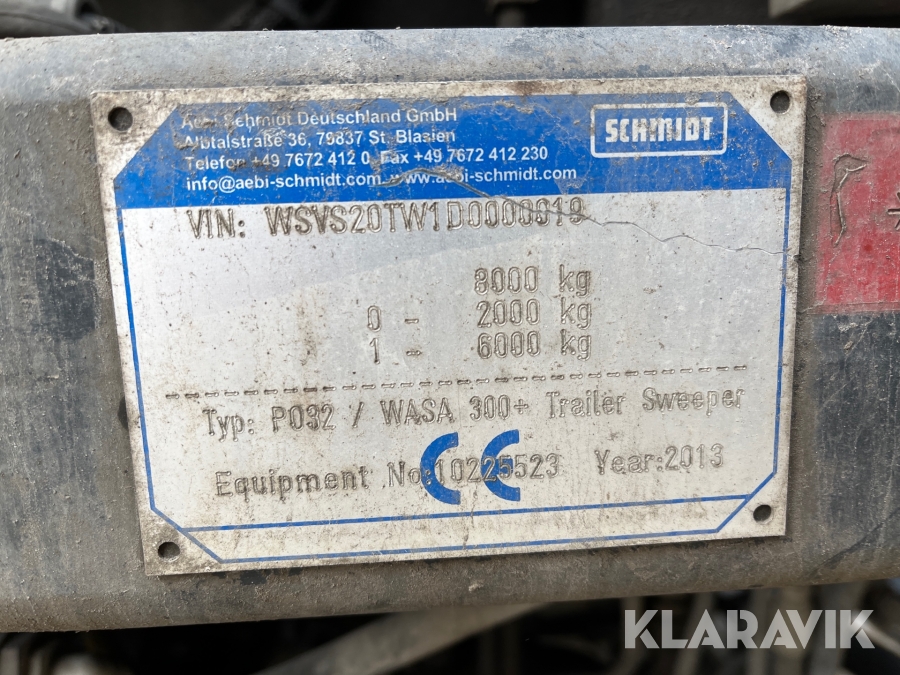 Aebi Schmidt Deutschland GmbH
Albtalstraße 36, 79837 St. Blasien
Telefon +49 7672 412 0 Fax +49 7672 412 230
info@aebi-schmidt.com www.aebi-schmidt.com
SCHMIDT
VIN: WSVS20TW1D0000019
8000 kg
0 - 2000 kg
1 - 6000 kg
Typ: P032 / WASA 300+ Trailer Sweeper
Equipment No:10225523 Year:2013
CE
KLARAVIK